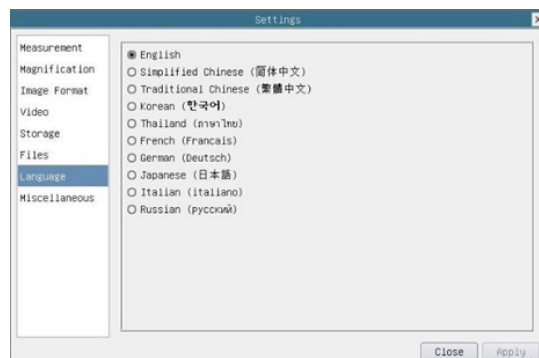 Settings
Measurement
Magnification
Image Format
Video
Storage
Files
Language
Miscellaneous
English
Simplified Chinese (简体中文)
Traditional Chinese (繁體中文)
Korean (한국어)
Thailand (ภาษาไทย)
French (Francais)
German (Deutsch)
Japanese (日本語)
Italian (italiano)
Russian (русский)
Close
Apply